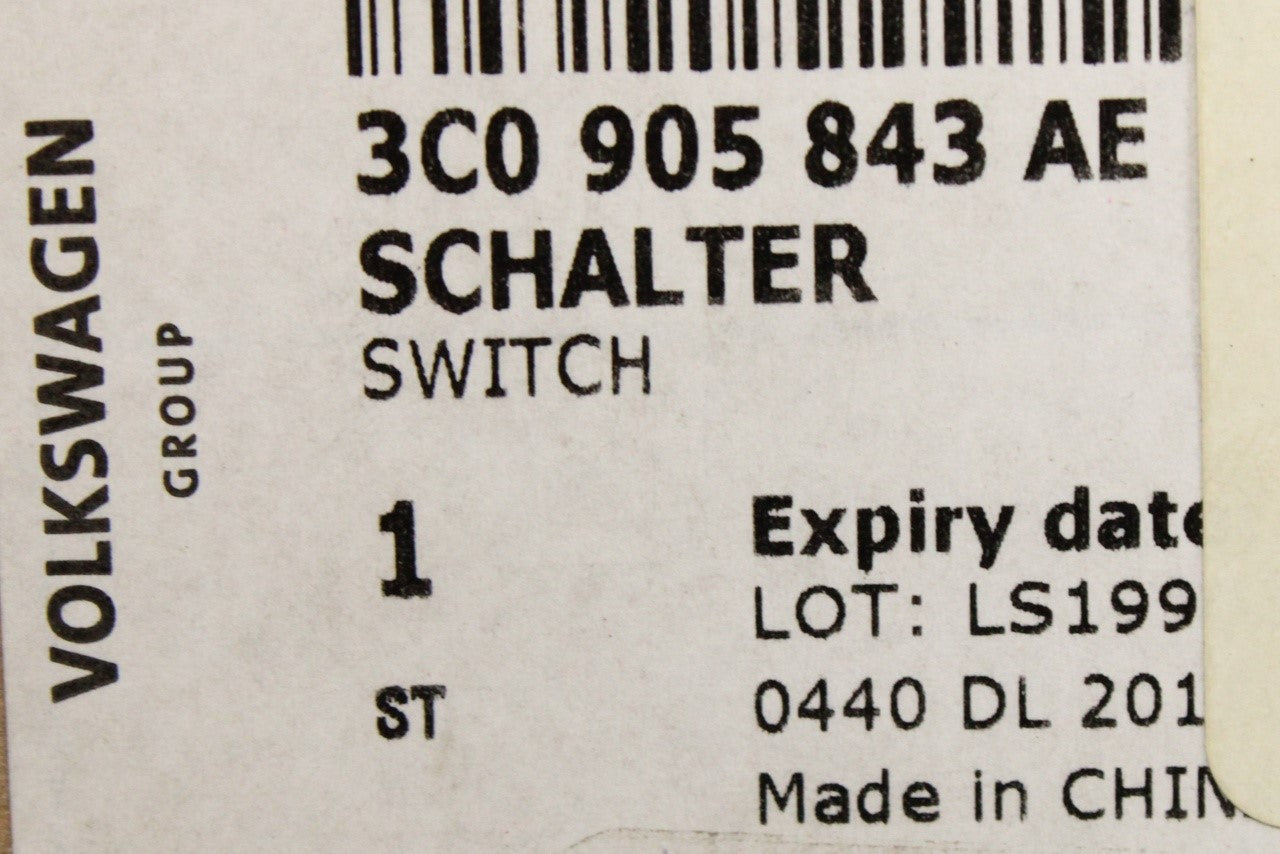 VOLKSWAGEN
GROUP
3C0 905 843 AE
SCHALTER
SWITCH
1
ST
Expiry date
LOT: LS199
0440 DL 201
Made in